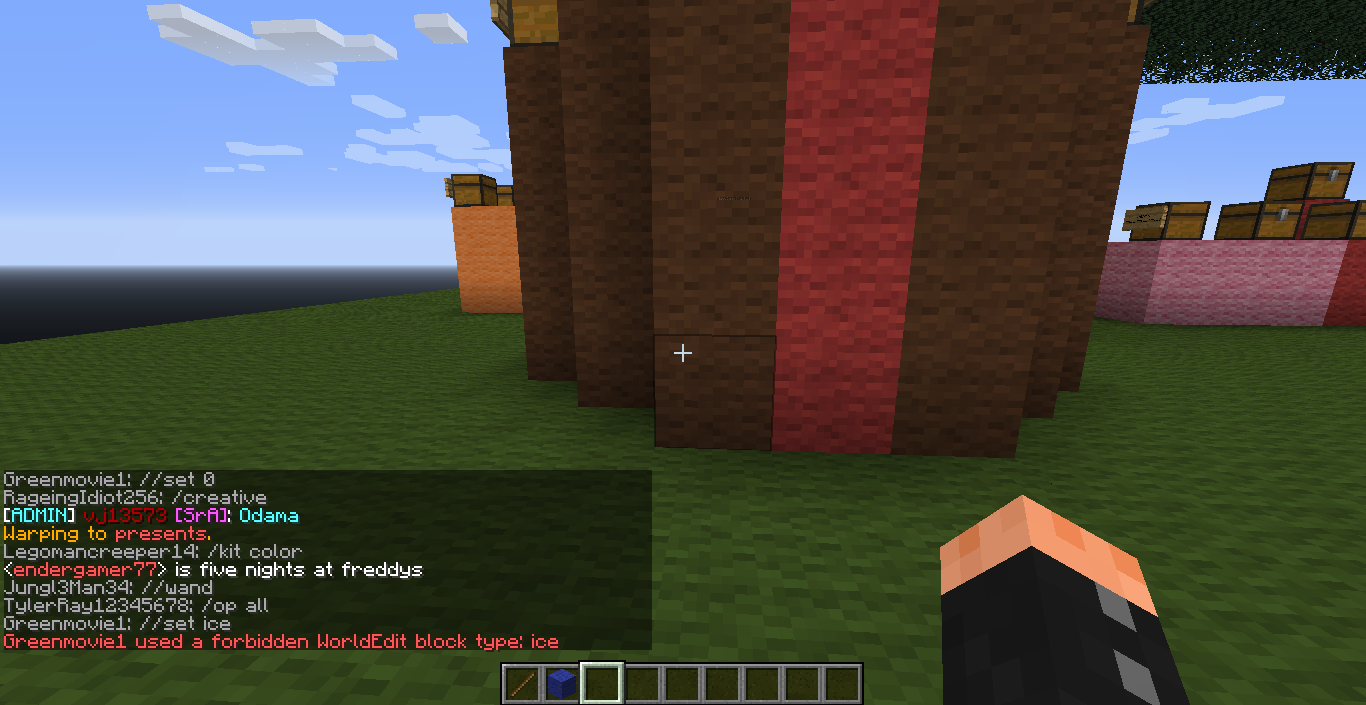 Greenmovie1: //set 0
RageingIdiot256: /creative
[ADMIN] vj13573 [SrA]: Odama
Warping to presents.
Legomancreeper14: /kit color
<endergamer77> is five nights at freddys
Jungl3Man34: //wand
TylerRay12345678: /op all
Greenmovie1: //set ice
Greenmovie1 used a forbidden WorldEdit block type: ice